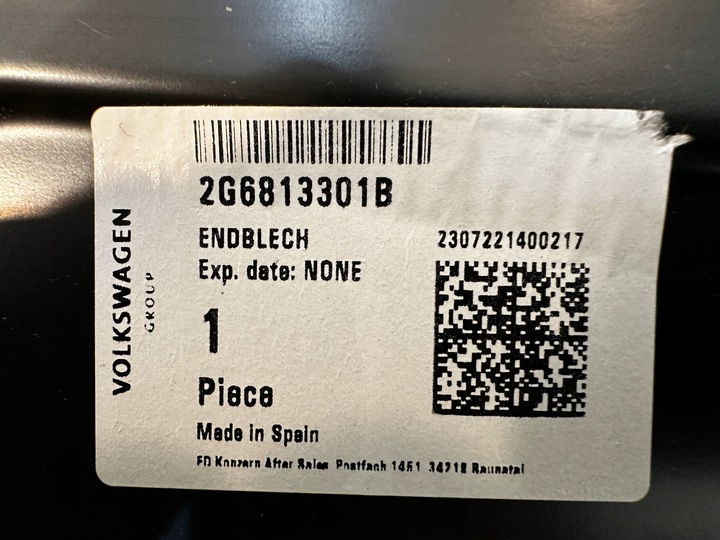 VOLKSWAGEN
GROUP
2G6813301B
ENDBLECH
2307221400217
Exp. date: NONE
1
Piece
Made in Spain
FD Konzern After Sales Postfach 1451 34218 Baunatal